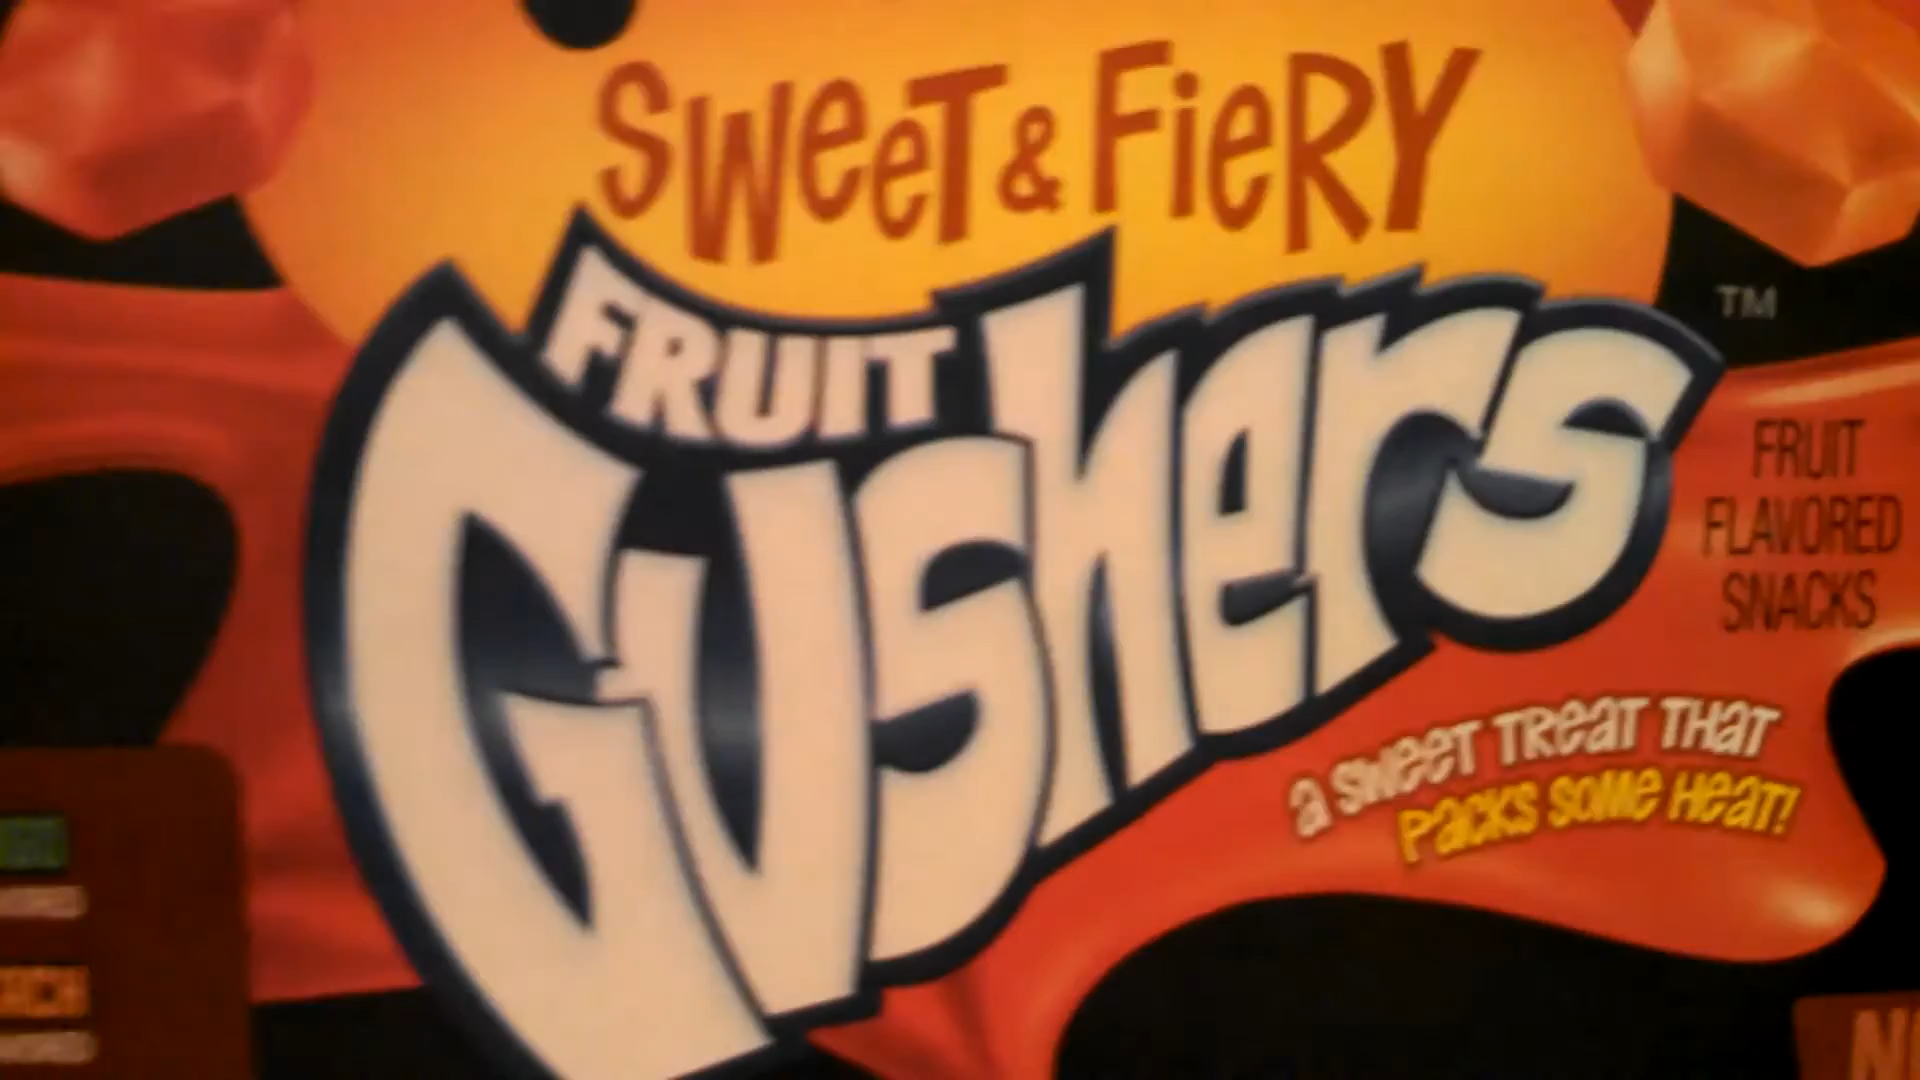 SWEET & FIERY
FRUIT
GUSHERS
TM
FRUIT
FLAVORED
SNACKS
A SWEET TREAT THAT
PACKS SOME HEAT!